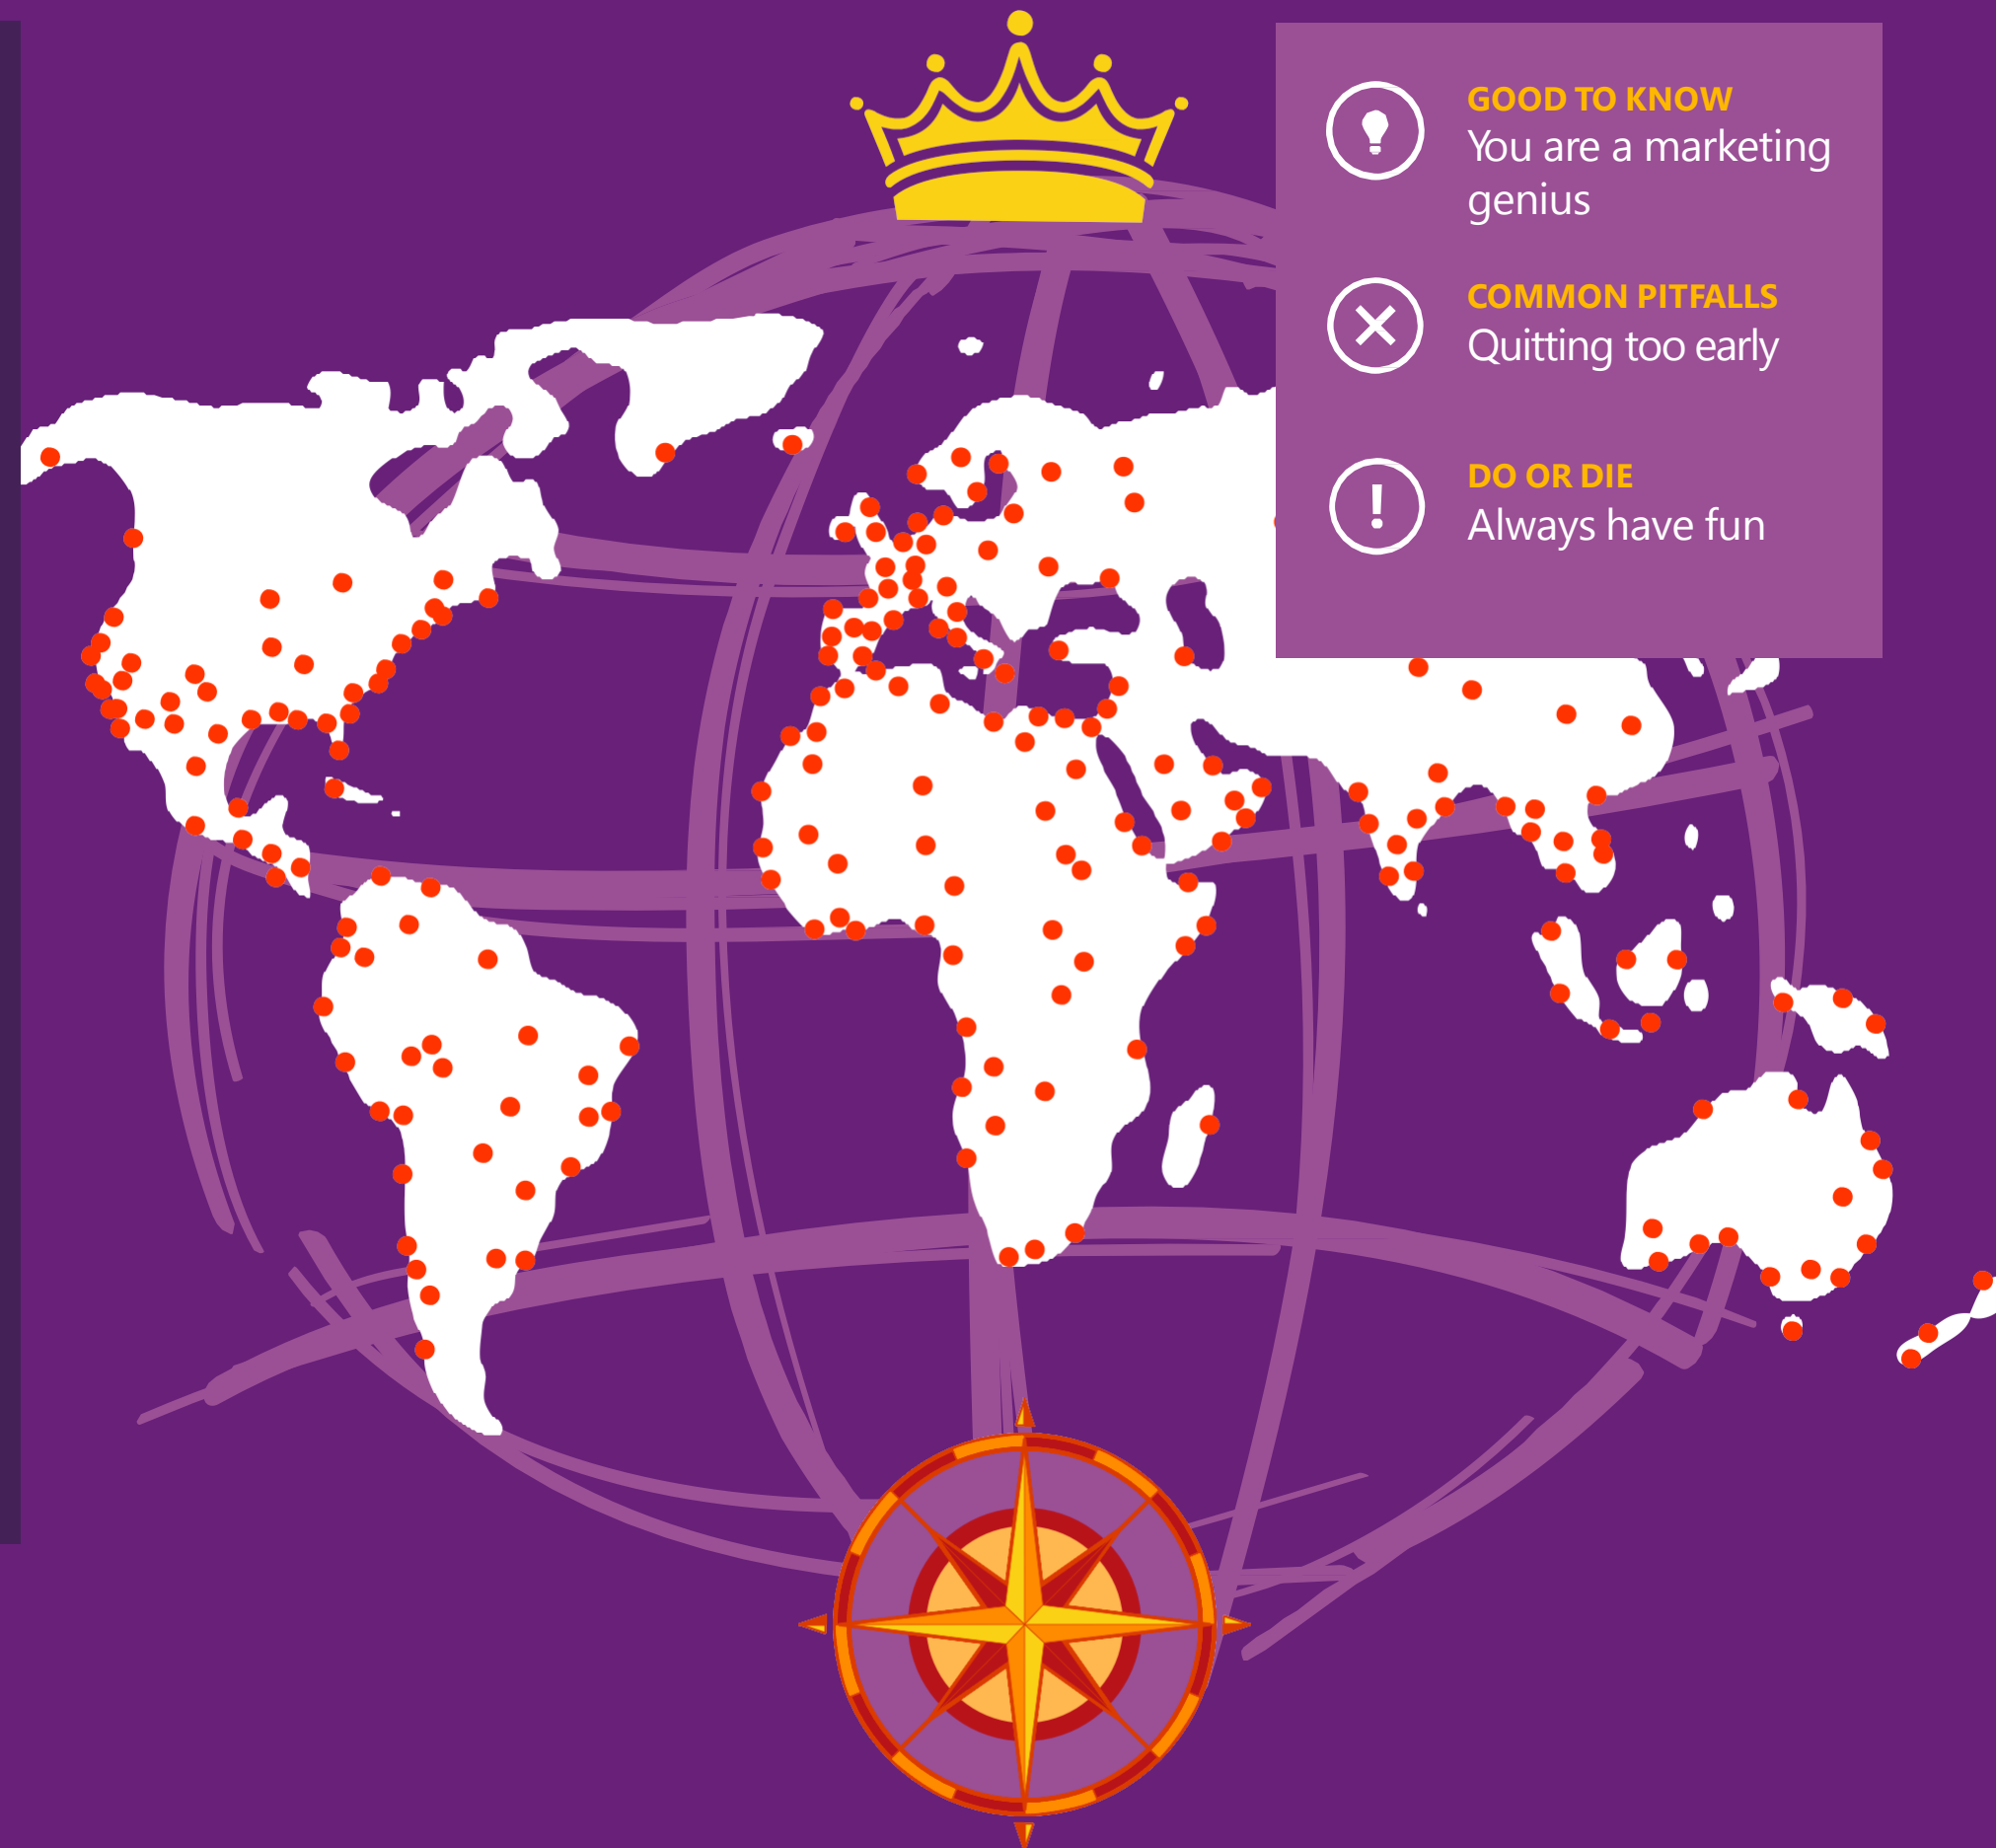 GOOD TO KNOW
You are a marketing
genius
COMMON PITFALLS
Quitting too early
DO OR DIE
Always have fun